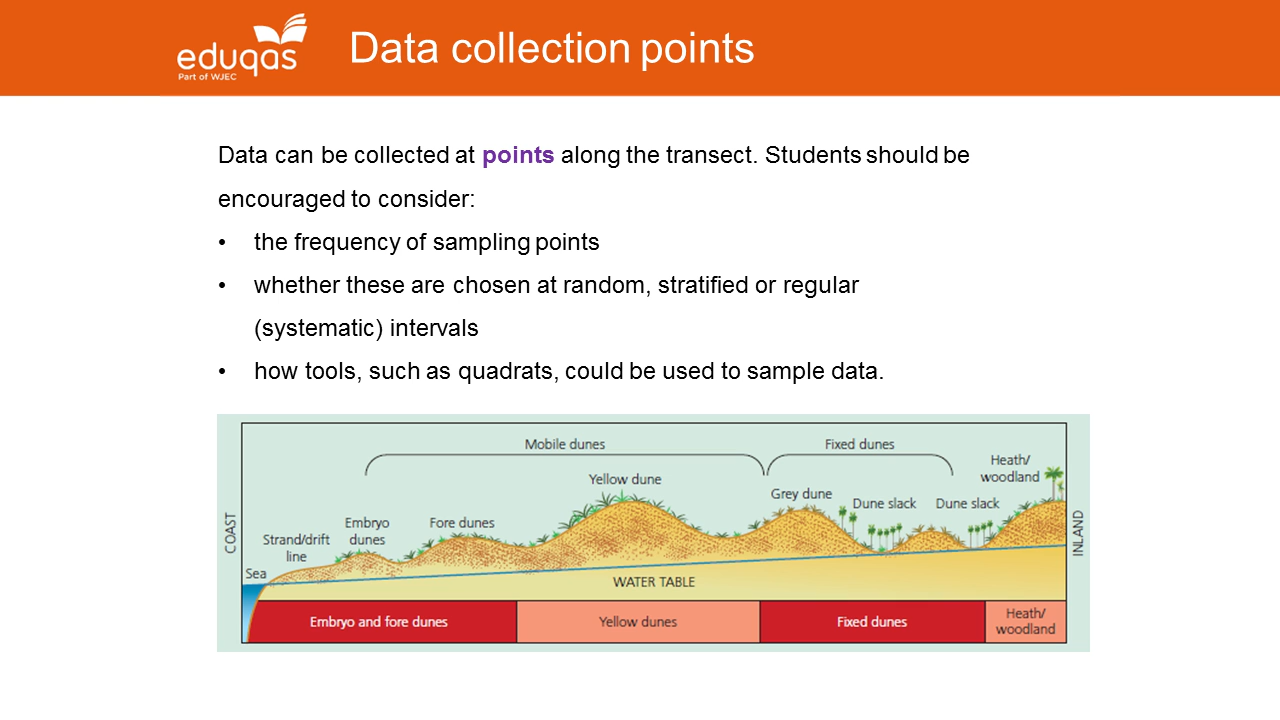 eduqas
Part of WJEC
Data collection points
Data can be collected at points along the transect. Students should be
encouraged to consider:
• the frequency of sampling points
• whether these are chosen at random, stratified or regular
(systematic) intervals
• how tools, such as quadrats, could be used to sample data.
Mobile dunes
Fixed dunes
Heath/
woodland
Yellow dune
Grey dune
Dune slack
Dune slack
Embryo
dunes
Fore dunes
Strand/drift
line
COAST
INLAND
Sea
WATER TABLE
Embryo and fore dunes
Yellow dunes
Fixed dunes
Heath/
woodland